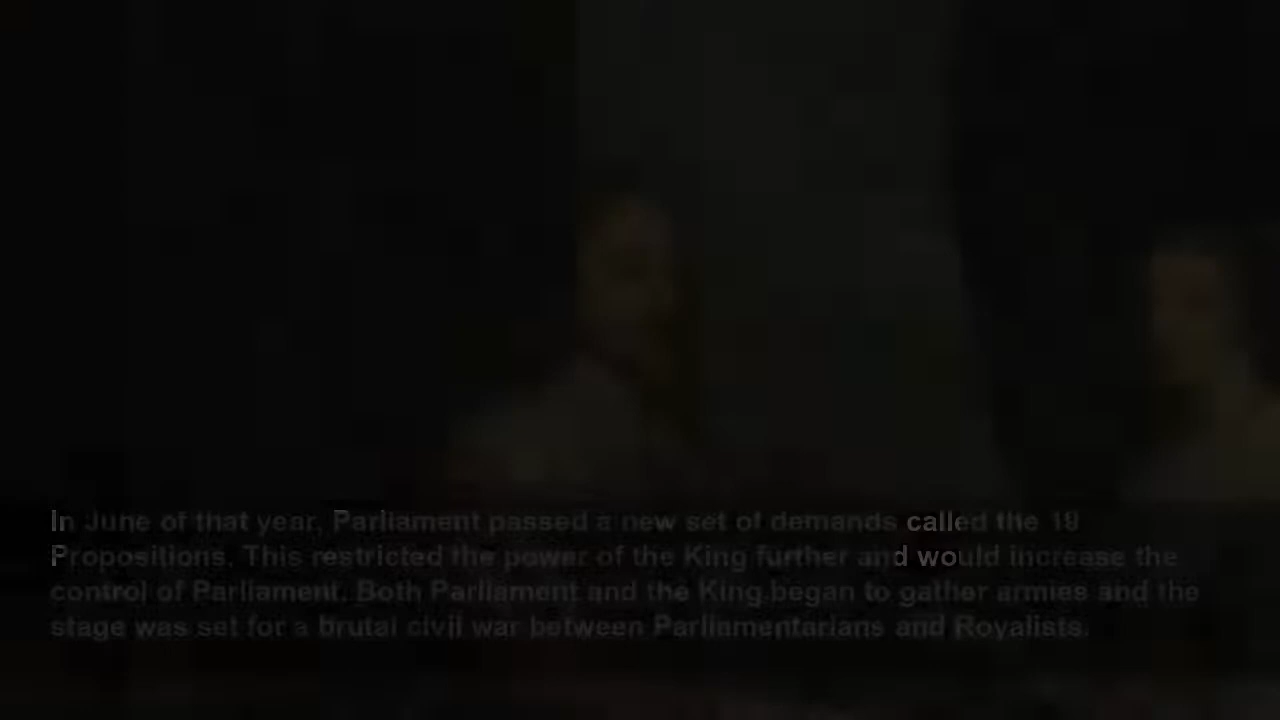 In June of that year, Parliament passed a new set of demands called the 19
Propositions. This restricted the power of the King further and would increase the
control of Parliament. Both Parliament and the King began to gather armies and the
stage was set for a brutal civil war between Parliamentarians and Royalists.